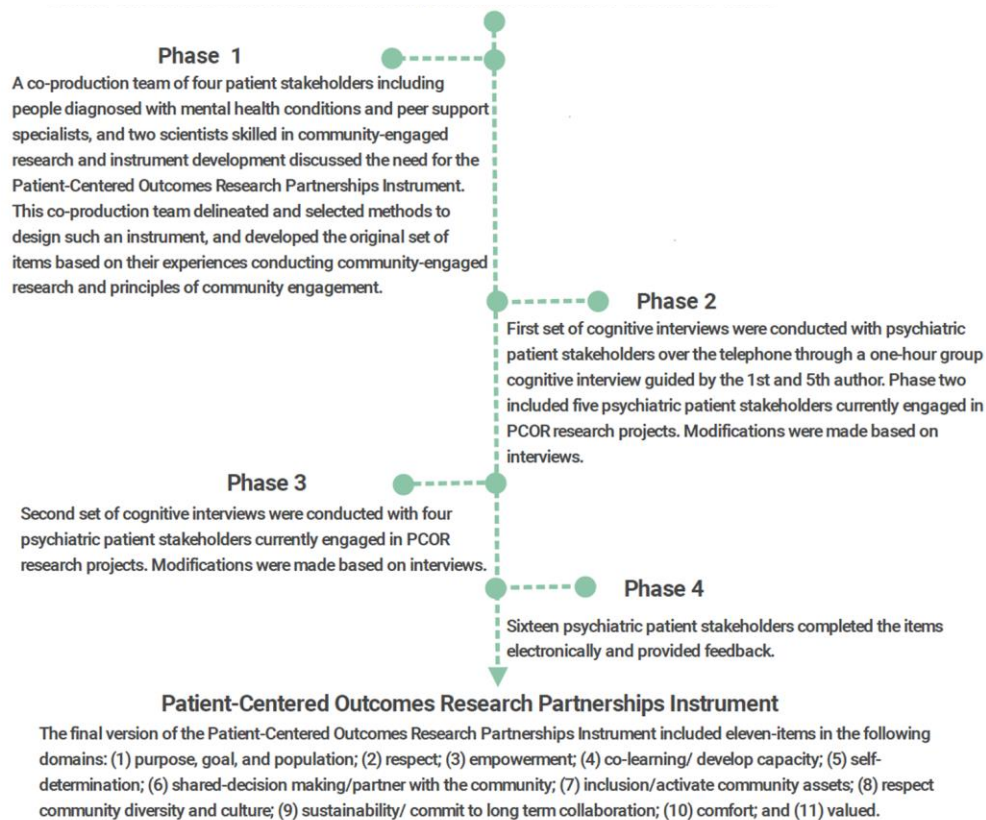 Phase 1
A co-production team of four patient stakeholders including
people diagnosed with mental health conditions and peer support
specialists, and two scientists skilled in community-engaged
research and instrument development discussed the need for the
Patient-Centered Outcomes Research Partnerships Instrument.
This co-production team delineated and selected methods to
design such an instrument, and developed the original set of
items based on their experiences conducting community-engaged
research and principles of community engagement.
Phase 2
First set of cognitive interviews were conducted with psychiatric
patient stakeholders over the telephone through a one-hour group
cognitive interview guided by the 1st and 5th author. Phase two
included five psychiatric patient stakeholders currently engaged in
PCOR research projects. Modifications were made based on
interviews.
Phase 3
Second set of cognitive interviews were conducted with four
psychiatric patient stakeholders currently engaged in PCOR
research projects. Modifications were made based on interviews.
Phase 4
Sixteen psychiatric patient stakeholders completed the items
electronically and provided feedback.
Patient-Centered Outcomes Research Partnerships Instrument
The final version of the Patient-Centered Outcomes Research Partnerships Instrument included eleven-items in the following
domains: (1) purpose, goal, and population; (2) respect; (3) empowerment; (4) co-learning/ develop capacity; (5) self-
determination; (6) shared-decision making/partner with the community; (7) inclusion/activate community assets; (8) respect
community diversity and culture; (9) sustainability/ commit to long term collaboration; (10) comfort; and (11) valued.